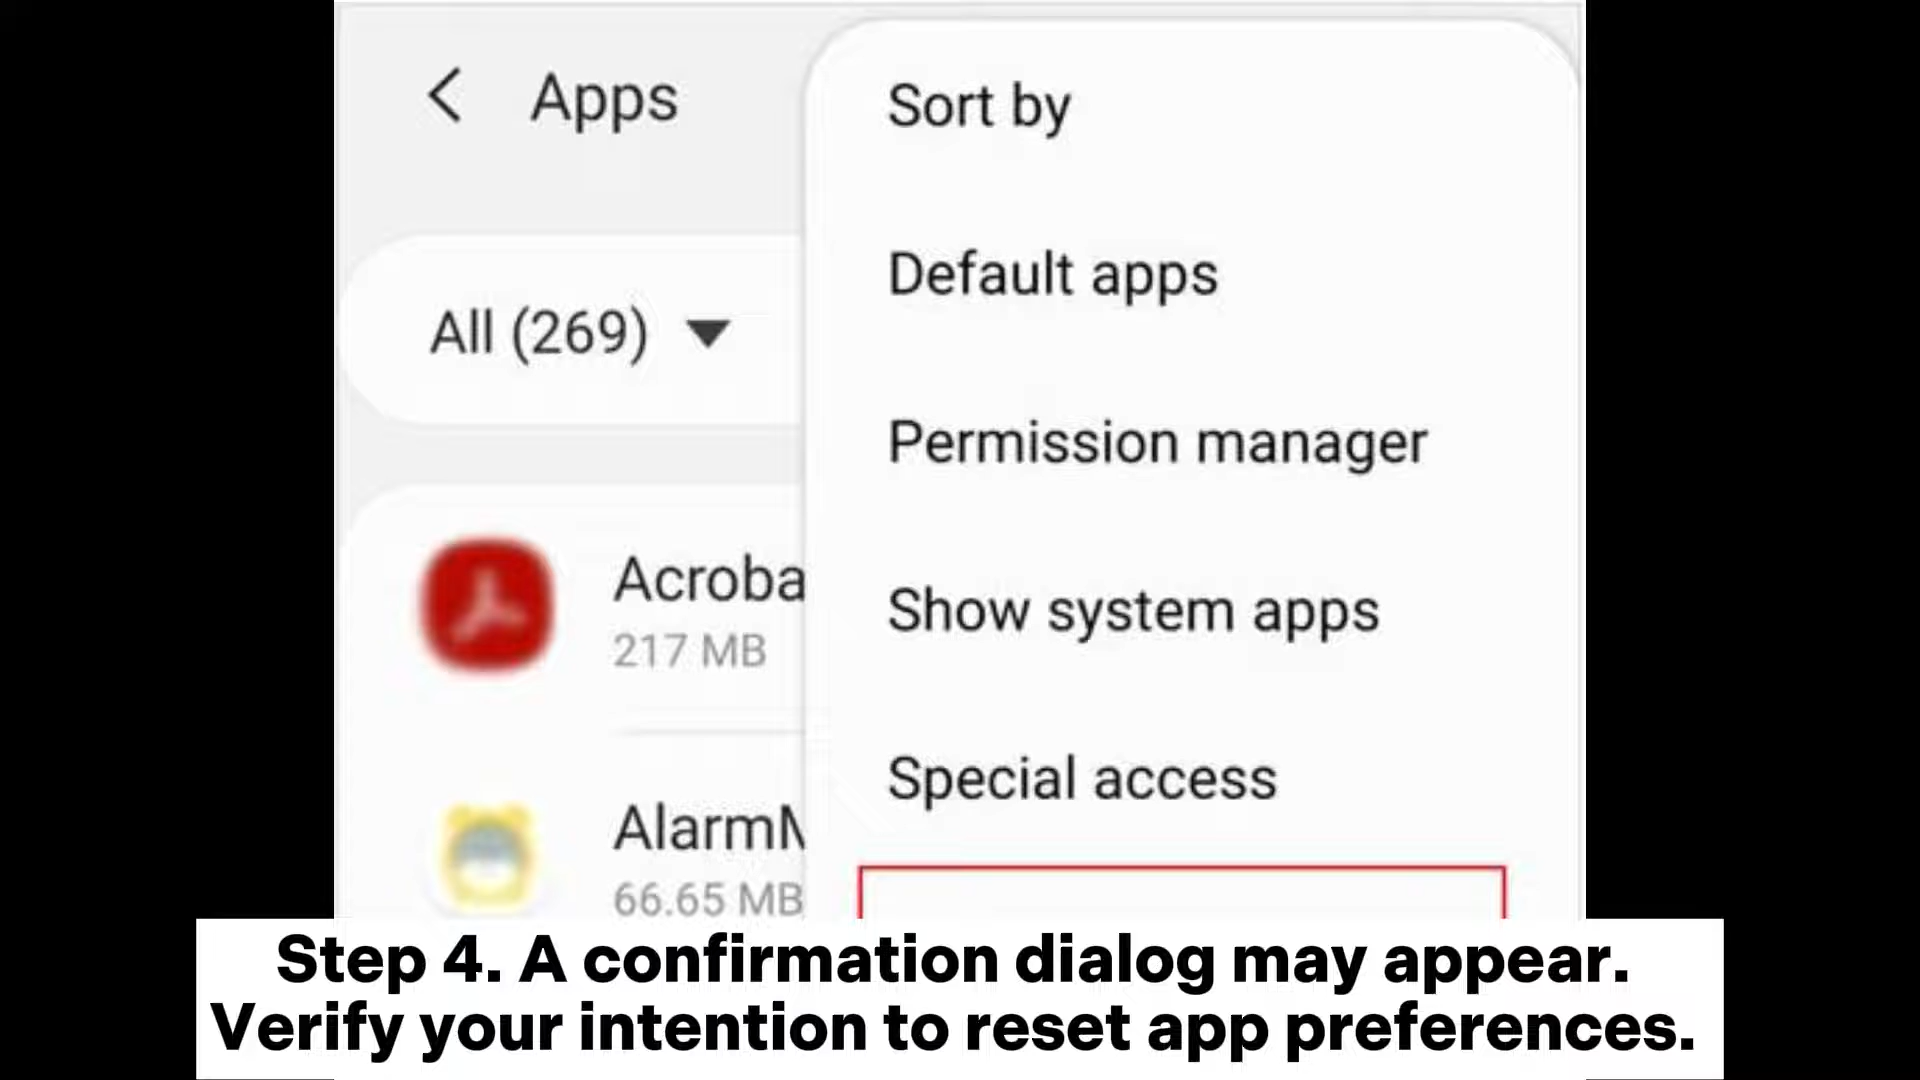 Apps
Sort by
Default apps
All (269)
Permission manager
Acroba
217 MB
Show system apps
Special access
AlarmM
66.65 MB
Step 4. A confirmation dialog may appear.
Verify your intention to reset app preferences.